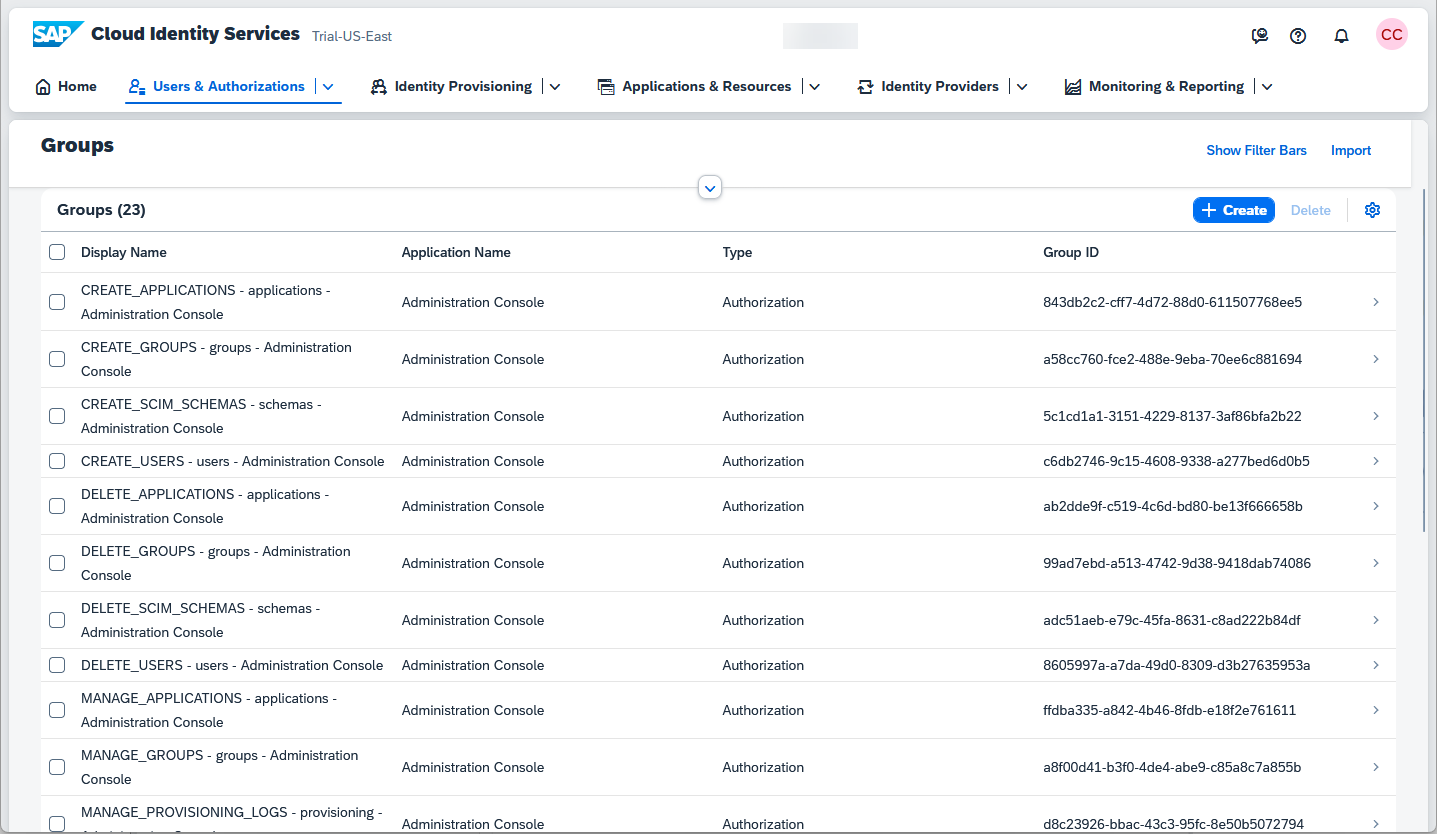 SAP Cloud Identity Services Trial-US-East
CC
Home Users & Authorizations Identity Provisioning Applications & Resources Identity Providers Monitoring & Reporting
Groups
Show Filter Bars Import
Groups (23)
Create Delete
Display Name Application Name Type Group ID
CREATE_APPLICATIONS - applications -
Administration Console
Administration Console Authorization 843db2c2-cff7-4d72-88d0-611507768ee5
CREATE_GROUPS - groups - Administration
Console
Administration Console Authorization a58cc760-fce2-488e-9eba-70ee6c881694
CREATE_SCIM_SCHEMAS - schemas -
Administration Console
Administration Console Authorization 5c1cd1a1-3151-4229-8137-3af86bfa2b22
CREATE_USERS - users - Administration Console Administration Console Authorization c6db2746-9c15-4608-9338-a277bed6d0b5
DELETE_APPLICATIONS - applications -
Administration Console
Administration Console Authorization ab2dde9f-c519-4c6d-bd80-be13f666658b
DELETE_GROUPS - groups - Administration
Console
Administration Console Authorization 99ad7ebd-a513-4742-9d38-9418dab74086
DELETE_SCIM_SCHEMAS - schemas -
Administration Console
Administration Console Authorization adc51aeb-e79c-45fa-8631-c8ad222b84df
DELETE_USERS - users - Administration Console Administration Console Authorization 8605997a-a7da-49d0-8309-d3b27635953a
MANAGE_APPLICATIONS - applications -
Administration Console
Administration Console Authorization ffdba335-a842-4b46-8fdb-e18f2e761611
MANAGE_GROUPS - groups - Administration
Console
Administration Console Authorization a8f00d41-b3f0-4de4-abe9-c85a8c7a855b
MANAGE_PROVISIONING_LOGS - provisioning -
Administration Console Authorization d8c23926-bbac-43c3-95fc-8e50b5072794